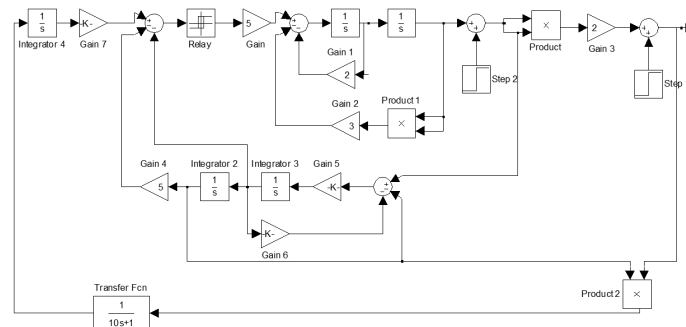 1
s
Integrator 4
-K-
Gain 7
Relay
5
Gain
1
s
1
s
Gain 1
2
Step 2
×
Product
2
Gain 3
Step
Gain 2
3
Product 1
×
Gain 4
5
Integrator 2
1
s
Integrator 3
1
s
Gain 5
-K-
-K-
Gain 6
Product 2
×
Transfer Fcn
1
10s+1